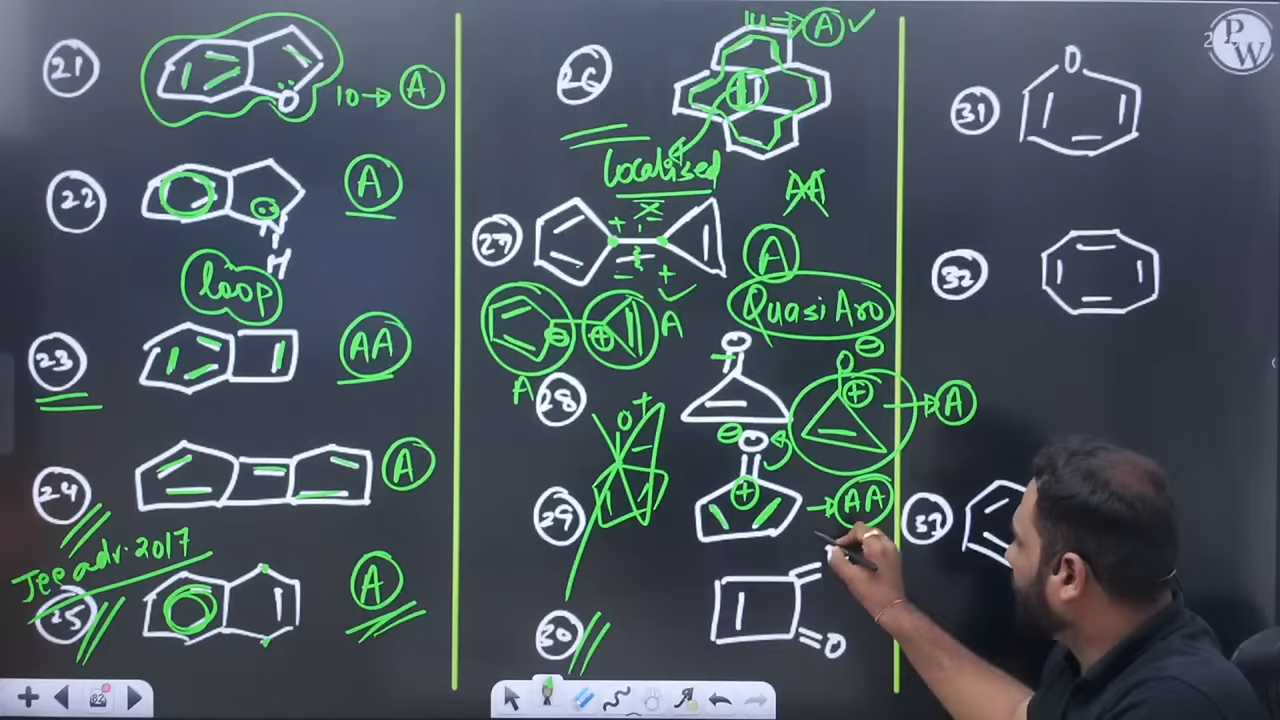 21
O
10 → A
22
N
H
A
loop
23
AA
24
A
Jee adv. 2017
25
A
26
14 ⇒ A ✓
Localised
AA
27
+
-
+
A
Quasi Aro
⊖
⊕
A
A
28
O
O ⊖
⊕
→ A
29
O+
⊖ O
⊕
→ AA
30
O
31
O
32
33
P
W
82